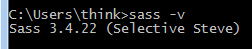 C:\Users\think>sass -v
Sass 3.4.22 (Selective Steve)